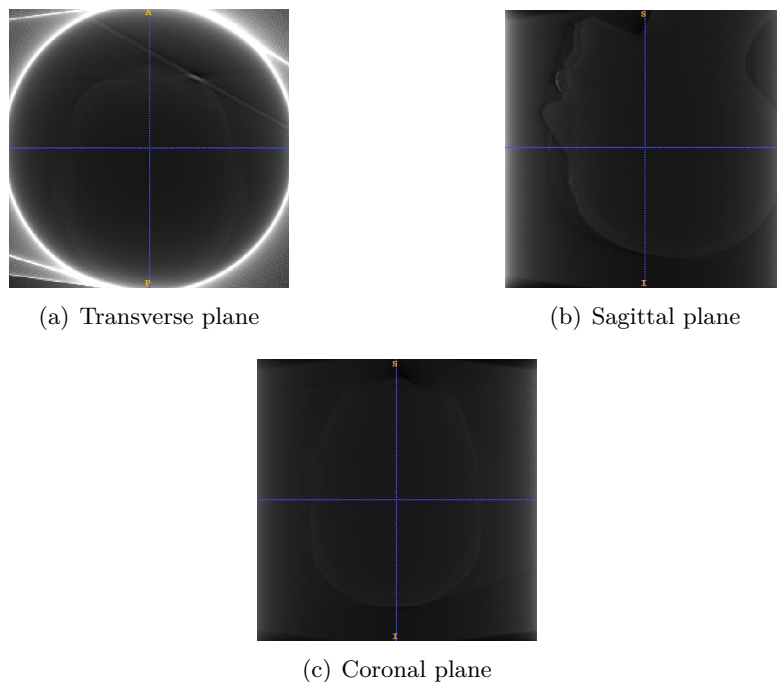 A
P
(a) Transverse plane
S
I
(b) Sagittal plane
S
I
(c) Coronal plane